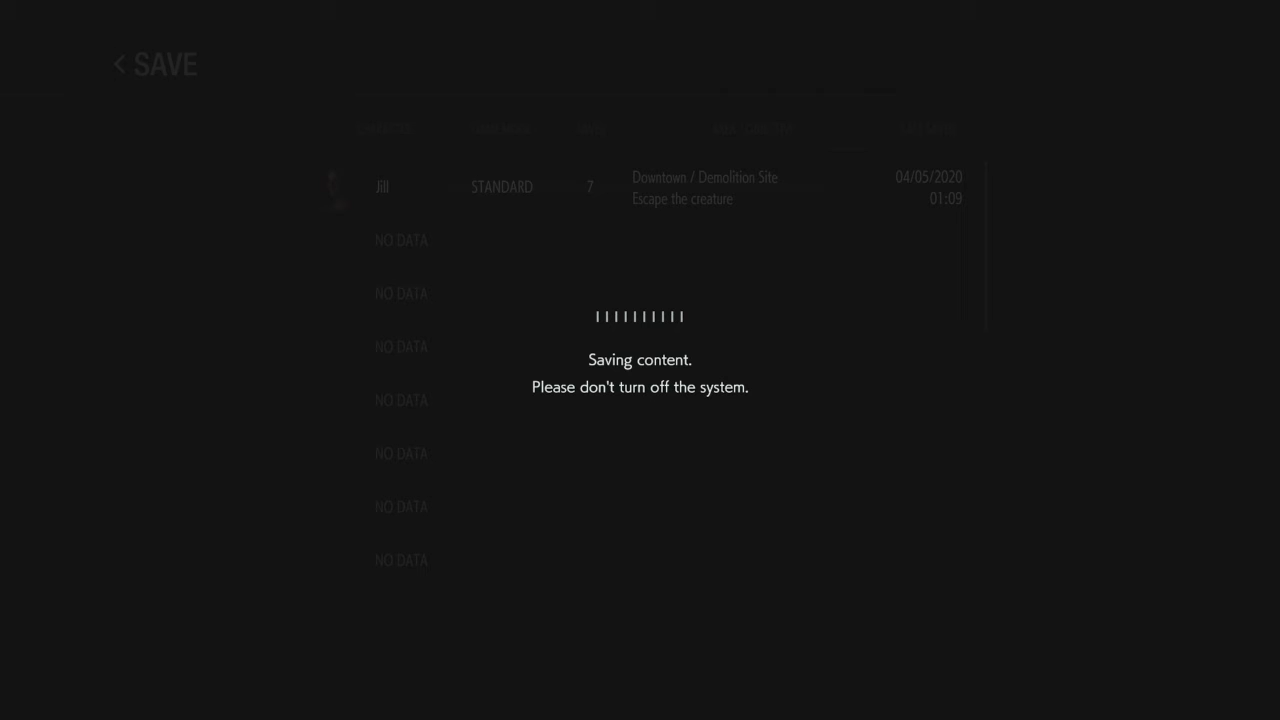 < SAVE
Jill STANDARD 7 Downtown / Demolition Site 04/05/2020
Escape the creature 01:09
NO DATA
NO DATA
NO DATA
NO DATA
NO DATA
NO DATA
NO DATA
Saving content.
Please don't turn off the system.